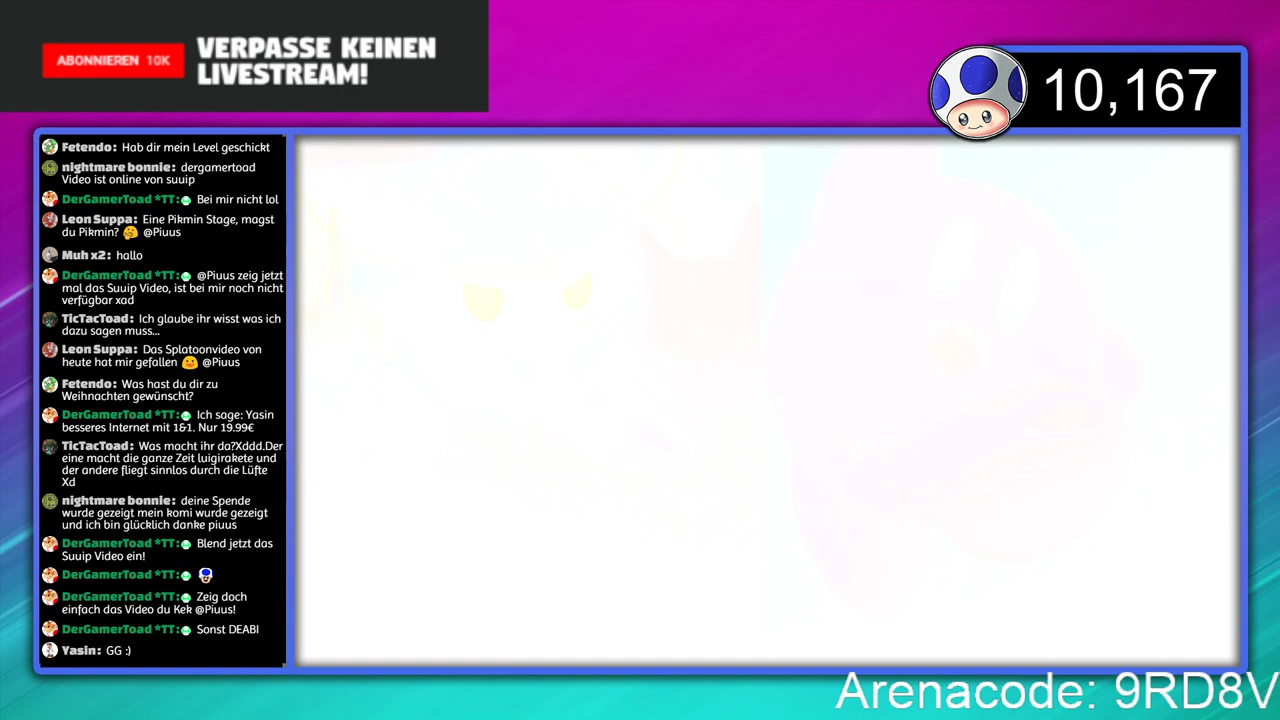 ABONNIEREN 10K
VERPASSE KEINEN
LIVESTREAM!
10,167
Fetendo: Hab dir mein Level geschickt
nightmare bonnie: dergamertoad
Video ist online von suuip
DerGamerToad *TT: Bei mir nicht lol
Leon Suppa: Eine Pikmin Stage, magst
du Pikmin? 🤔 @Piuus
Muh x2: hallo
DerGamerToad *TT: @Piuus zeig jetzt
mal das Suuip Video, ist bei mir noch nicht
verfügbar xad
TicTacToad: Ich glaube ihr wisst was ich
dazu sagen muss...
Leon Suppa: Das Splatoonvideo von
heute hat mir gefallen 🙂 @Piuus
Fetendo: Was hast du dir zu
Weihnachten gewünscht?
DerGamerToad *TT: Ich sage: Yasin
besseres Internet mit 1&1. Nur 19.99€
TicTacToad: Was macht ihr da?Xddd.Der
eine macht die ganze Zeit luigirakete und
der andere fliegt sinnlos durch die Lüfte
Xd
nightmare bonnie: deine Spende
wurde gezeigt mein komi wurde gezeigt
und ich bin glücklich danke piuus
DerGamerToad *TT: Blend jetzt das
Suuip Video ein!
DerGamerToad *TT:
DerGamerToad *TT: Zeig doch
einfach das Video du Kek @Piuus!
DerGamerToad *TT: Sonst DEABI
Yasin: GG :)
Arenacode: 9RD8V